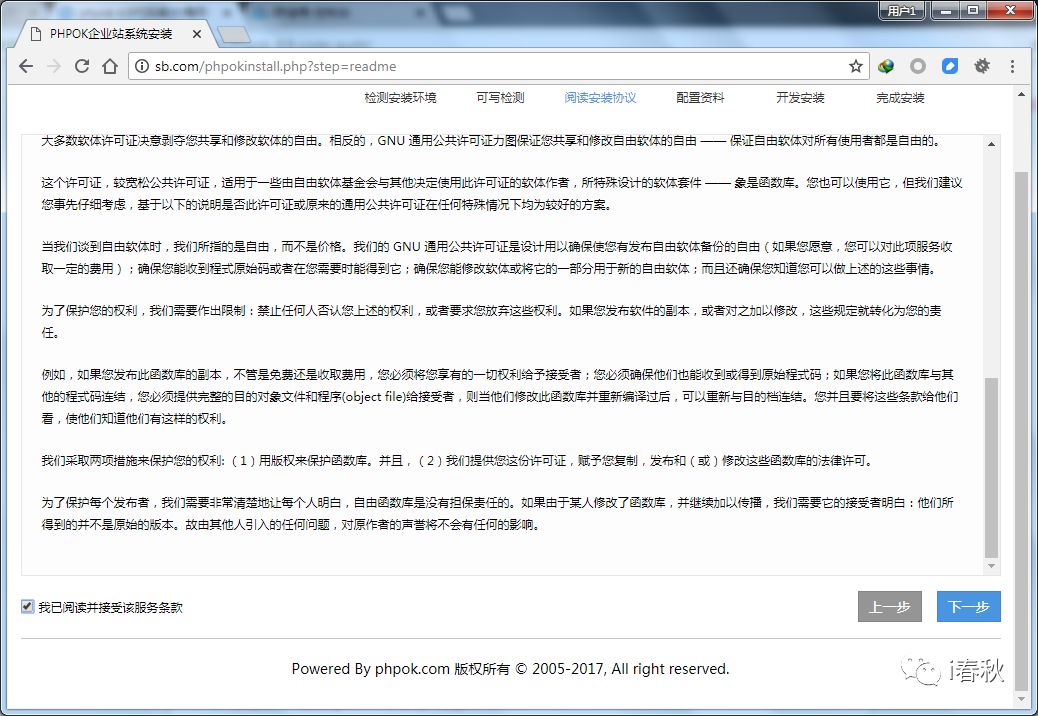 用户1
PHPOK企业站系统安装
sb.com/phpokinstall.php?step=readme
检测安装环境 可写检测 阅读安装协议 配置资料 开发安装 完成安装
大多数软体许可证决意剥夺您共享和修改软体的自由。相反的，GNU 通用公共许可证力图保证您共享和修改自由软体的自由 —— 保证自由软体对所有使用者都是自由的。
这个许可证，较宽松公共许可证，适用于一些由自由软体基金会与其他决定使用此许可证的软体作者，所特殊设计的软体套件 —— 象是函数库。您也可以使用它，但我们建议
您事先仔细考虑，基于以下的说明是否此许可证或原来的通用公共许可证在任何特殊情况下均为较好的方案。
当我们谈到自由软体时，我们所指的是自由，而不是价格。我们的 GNU 通用公共许可证是设计用以确保使您有发布自由软体备份的自由（如果您愿意，您可以对此项服务收
取一定的费用）；确保您能收到程式原始码或者在您需要时能得到它；确保您能修改软体或将它的一部分用于新的自由软体；而且还确保您知道您可以做上述的这些事情。
为了保护您的权利，我们需要作出限制：禁止任何人否认您上述的权利，或者要求您放弃这些权利。如果您发布软件的副本，或者对之加以修改，这些规定就转化为您的责
任。
例如，如果您发布此函数库的副本，不管是免费还是收取费用，您必须将您享有的一切权利给予接受者；您必须确保他们也能收到或得到原始程式码；如果您将此函数库与其
他的程式码连结，您必须提供完整的目的对象文件和程序(object file)给接受者，则当他们修改此函数库并重新编译过后，可以重新与目的档连结。您并且要将这些条款给他们
看，使他们知道他们有这样的权利。
我们采取两项措施来保护您的权利:（1）用版权来保护函数库。并且，（2）我们提供您这份许可证，赋予您复制，发布和（或）修改这些函数库的法律许可。
为了保护每个发布者，我们需要非常清楚地让每个人明白，自由函数库是没有担保责任的。如果由于某人修改了函数库，并继续加以传播，我们需要它的接受者明白：他们所
得到的并不是原始的版本。故由其他人引入的任何问题，对原作者的声誉将不会有任何的影响。
我已阅读并接受该服务条款
上一步 下一步
Powered By phpok.com 版权所有 © 2005-2017, All right reserved.
i春秋